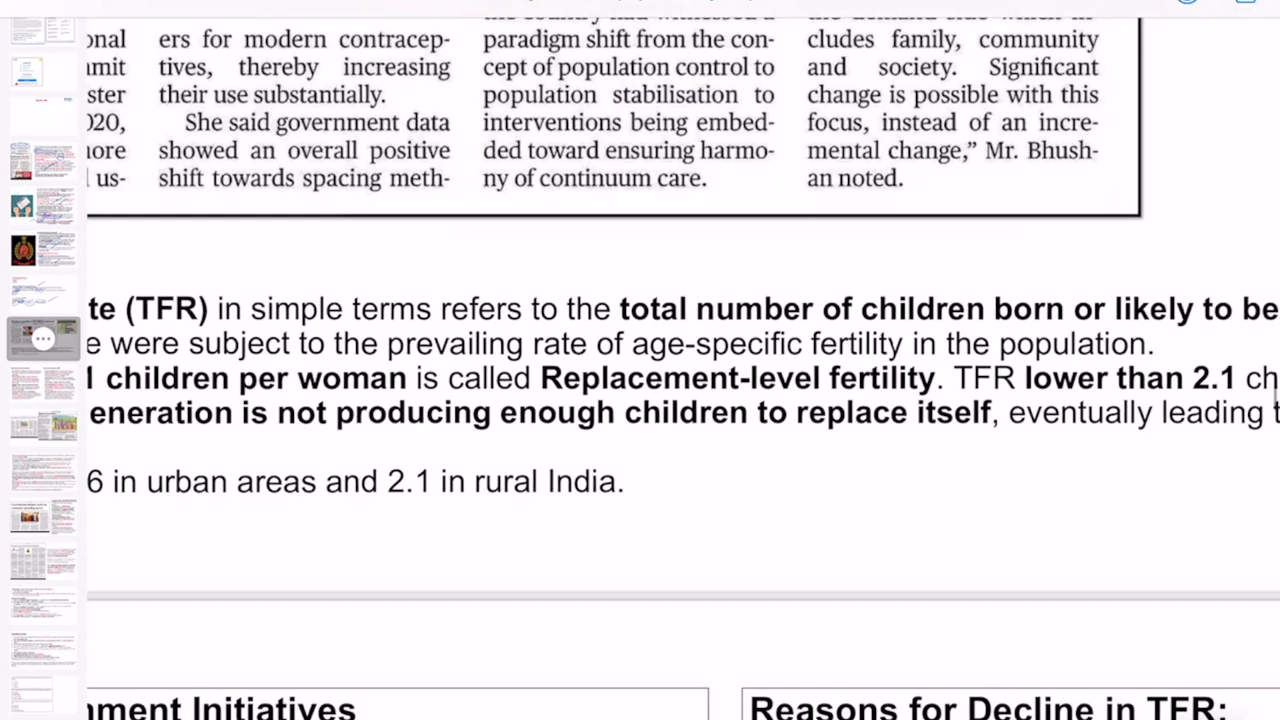 onal
mit
ster
020,
nore
l us-
ers for modern contracep-
tives, thereby increasing
their use substantially.
She said government data
showed an overall positive
shift towards spacing meth-
paradigm shift from the con-
cept of population control to
population stabilisation to
interventions being embed-
ded toward ensuring harmo-
ny of continuum care.
cludes family, community
and society. Significant
change is possible with this
focus, instead of an incre-
mental change,” Mr. Bhush-
an noted.
te (TFR) in simple terms refers to the total number of children born or likely to be
e were subject to the prevailing rate of age-specific fertility in the population.
1 children per woman is called Replacement-level fertility. TFR lower than 2.1 ch
eneration is not producing enough children to replace itself, eventually leading t
6 in urban areas and 2.1 in rural India.
nment Initiatives
Reasons for Decline in TFR: